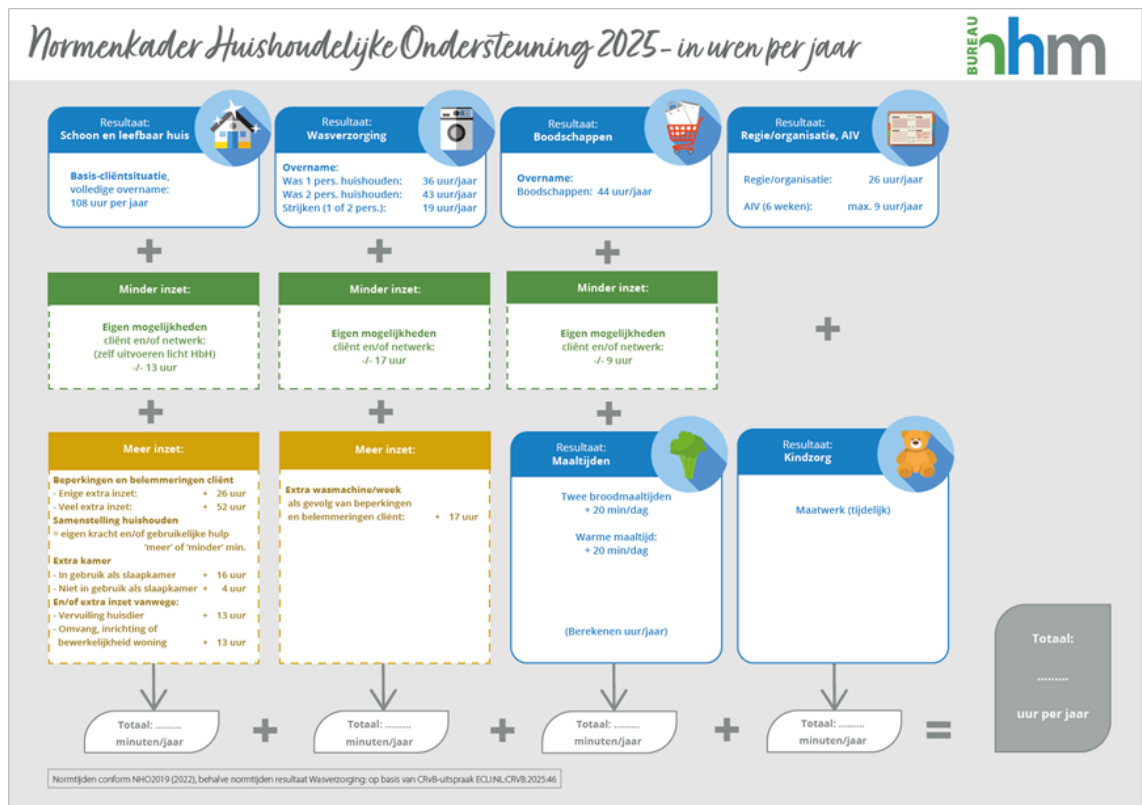 Normenkader Huishoudelijke Ondersteuning 2025 - in uren per jaar
BUREAU
nhm
Resultaat:
Schoon en leefbaar huis
Basis-cliëntsituatie,
volledige overname:
108 uur per jaar
Resultaat:
Wasverzorging
Overname:
Was 1 pers. huishouden: 36 uur/jaar
Was 2 pers. huishouden: 43 uur/jaar
Strijken (1 of 2 pers.): 19 uur/jaar
Resultaat:
Boodschappen
Overname:
Boodschappen: 44 uur/jaar
Resultaat:
Regie/organisatie, AIV
Regie/organisatie: 26 uur/jaar
AIV (6 weken): max. 9 uur/jaar
+ + +
Minder inzet:
Eigen mogelijkheden
cliënt en/of netwerk:
(zelf uitvoeren licht HbH)
-/- 13 uur
Minder inzet:
Eigen mogelijkheden
cliënt en/of netwerk:
-/- 17 uur
Minder inzet:
Eigen mogelijkheden
cliënt en/of netwerk:
-/- 9 uur
+
+ + +
Meer inzet:
Beperkingen en belemmeringen cliënt
- Enige extra inzet: + 26 uur
- Veel extra inzet: + 52 uur
Samenstelling huishouden
= eigen kracht en/of gebruikelijke hulp
'meer' of 'minder' min.
Extra kamer
- In gebruik als slaapkamer + 16 uur
- Niet in gebruik als slaapkamer + 4 uur
En/of extra inzet vanwege:
- Vervuiling huisdier + 13 uur
- Omvang, inrichting of
bewerkelijkheid woning + 13 uur
Meer inzet:
Extra wasmachine/week
als gevolg van beperkingen
en belemmeringen cliënt: + 17 uur
Resultaat:
Maaltijden
Twee broodmaaltijden
+ 20 min/dag
Warme maaltijd:
+ 20 min/dag
(Berekenen uur/jaar)
Resultaat:
Kindzorg
Maatwerk (tijdelijk)
Totaal: .........
minuten/jaar
+
Totaal: .........
minuten/jaar
+
Totaal: .........
minuten/jaar
+
Totaal: .........
minuten/jaar
=
Totaal:
.........
uur per jaar
Normtijden conform NHO2019 (2022), behalve normtijden resultaat Wasverzorging: op basis van CRvB-uitspraak ECLI:NL:CRVB:2025:46